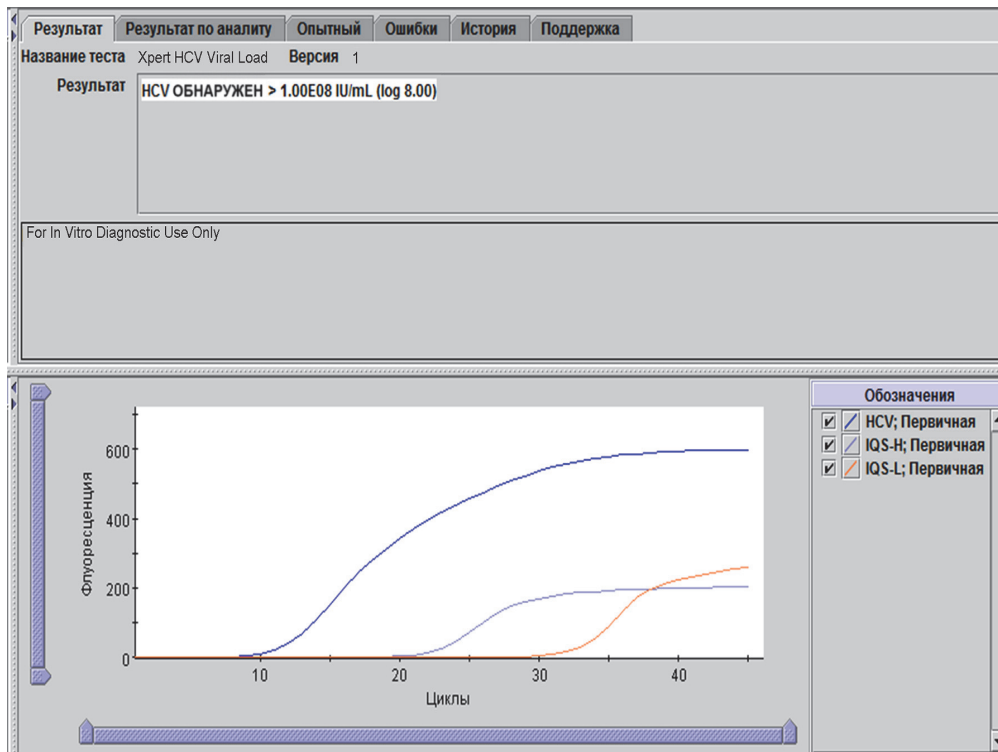 Результат Результат по аналиту Опытный Ошибки История Поддержка
Название теста Xpert HCV Viral Load Версия 1
Результат HCV ОБНАРУЖЕН > 1.00E08 IU/mL (log 8.00)
For In Vitro Diagnostic Use Only
Обозначения
HCV; Первичная
IQS-H; Первичная
IQS-L; Первичная
Флуоресценция
600
400
200
0
10 20 30 40
Циклы